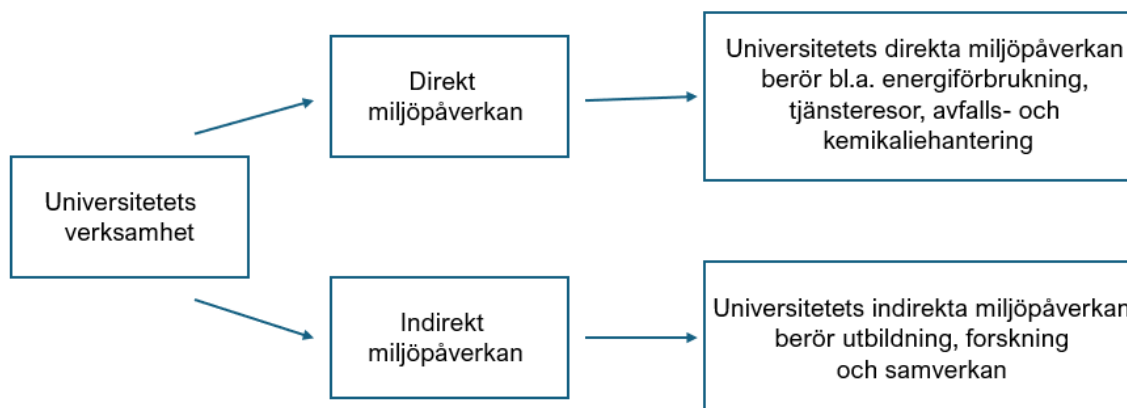 Universitetets
verksamhet
Direkt
miljöpåverkan
Universitetets direkta miljöpåverkan
berör bl.a. energiförbrukning,
tjänsteresor, avfalls- och
kemikaliehantering
Indirekt
miljöpåverkan
Universitetets indirekta miljöpåverkan
berör utbildning, forskning
och samverkan